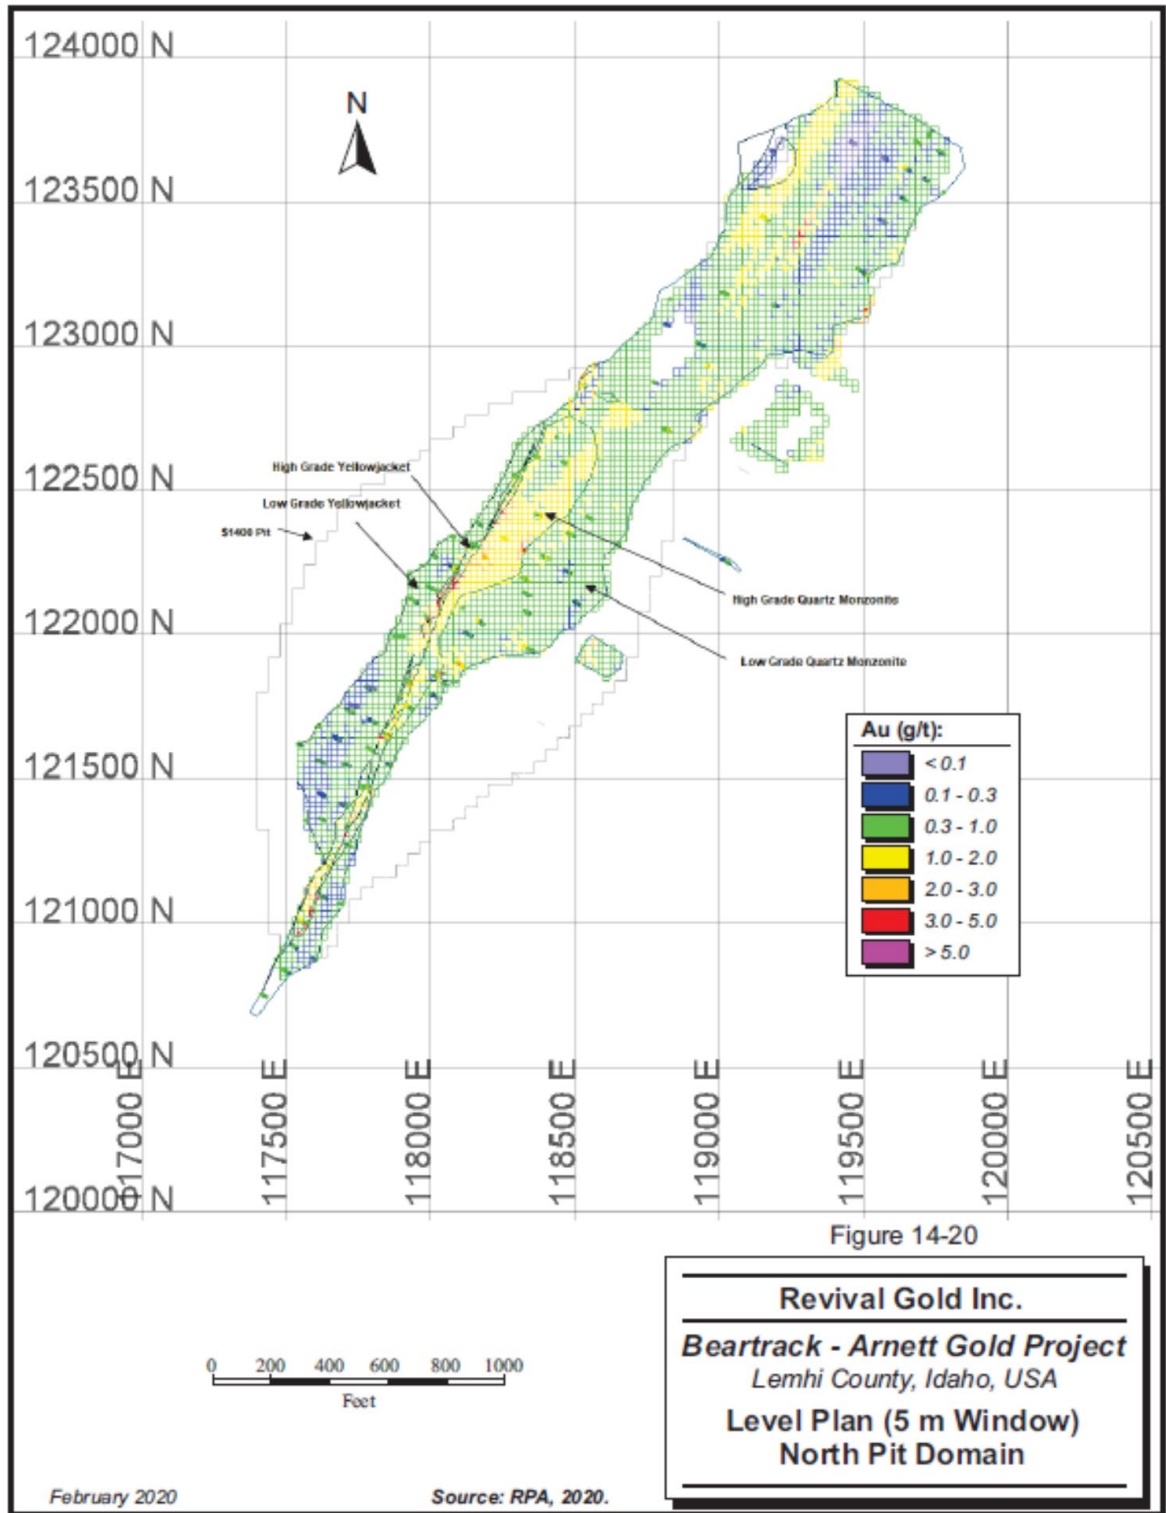 124000 N
N
123500 N
123000 N
122500 N
High Grade Yellowjacket
Low Grade Yellowjacket
$1400 Pit
High Grade Quartz Monzonite
122000 N
Low Grade Quartz Monzonite
Au (g/t):
< 0.1
0.1 - 0.3
0.3 - 1.0
1.0 - 2.0
2.0 - 3.0
3.0 - 5.0
> 5.0
121500 N
121000 N
120500 N
117000 E
117500 E
118000 E
118500 E
119000 E
119500 E
120000 E
120500 E
120000 N
Figure 14-20
Revival Gold Inc.
Beartrack - Arnett Gold Project
Lemhi County, Idaho, USA
Level Plan (5 m Window)
North Pit Domain
0 200 400 600 800 1000
Feet
February 2020
Source: RPA, 2020.